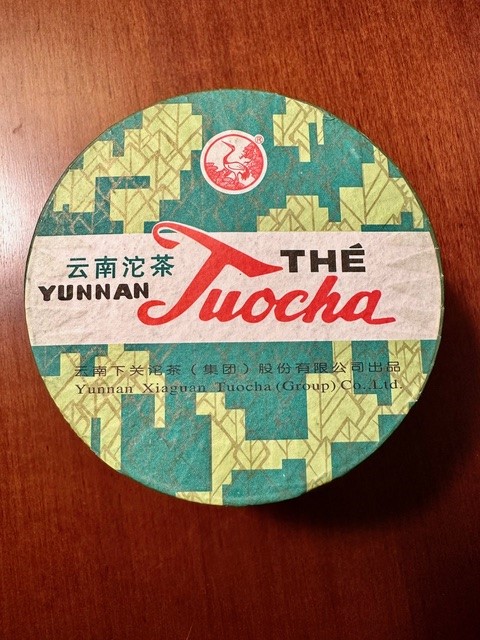 ®
云南沱茶 THÉ
YUNNAN Tuocha
云南下关沱茶（集团）股份有限公司出品
Yunnan Xiaguan Tuocha (Group) Co., Ltd.